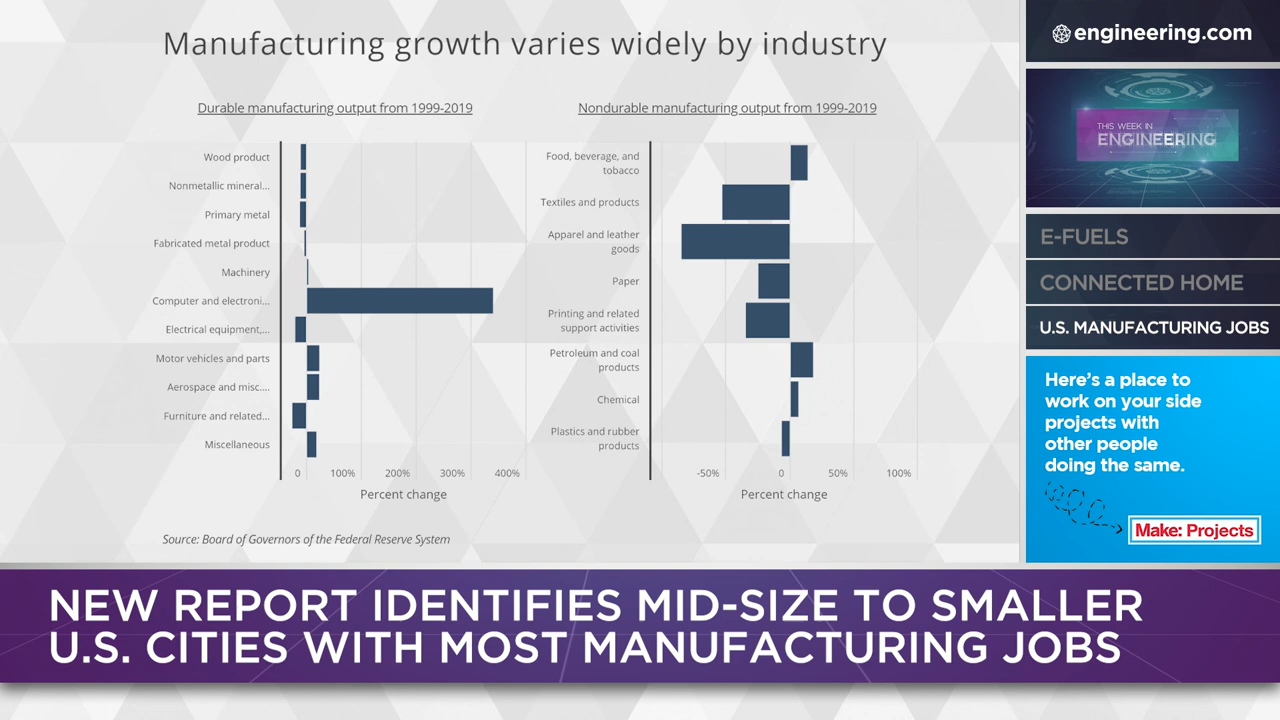 Manufacturing growth varies widely by industry
Durable manufacturing output from 1999-2019
Wood product
Nonmetallic mineral...
Primary metal
Fabricated metal product
Machinery
Computer and electroni...
Electrical equipment,...
Motor vehicles and parts
Aerospace and misc....
Furniture and related...
Miscellaneous
0 100% 200% 300% 400%
Percent change
Nondurable manufacturing output from 1999-2019
Food, beverage, and
tobacco
Textiles and products
Apparel and leather
goods
Paper
Printing and related
support activities
Petroleum and coal
products
Chemical
Plastics and rubber
products
-50% 0 50% 100%
Percent change
Source: Board of Governors of the Federal Reserve System
engineering.com
THIS WEEK IN
ENGINEERING
E-FUELS
CONNECTED HOME
U.S. MANUFACTURING JOBS
Here's a place to
work on your side
projects with
other people
doing the same.
Make: Projects
NEW REPORT IDENTIFIES MID-SIZE TO SMALLER
U.S. CITIES WITH MOST MANUFACTURING JOBS